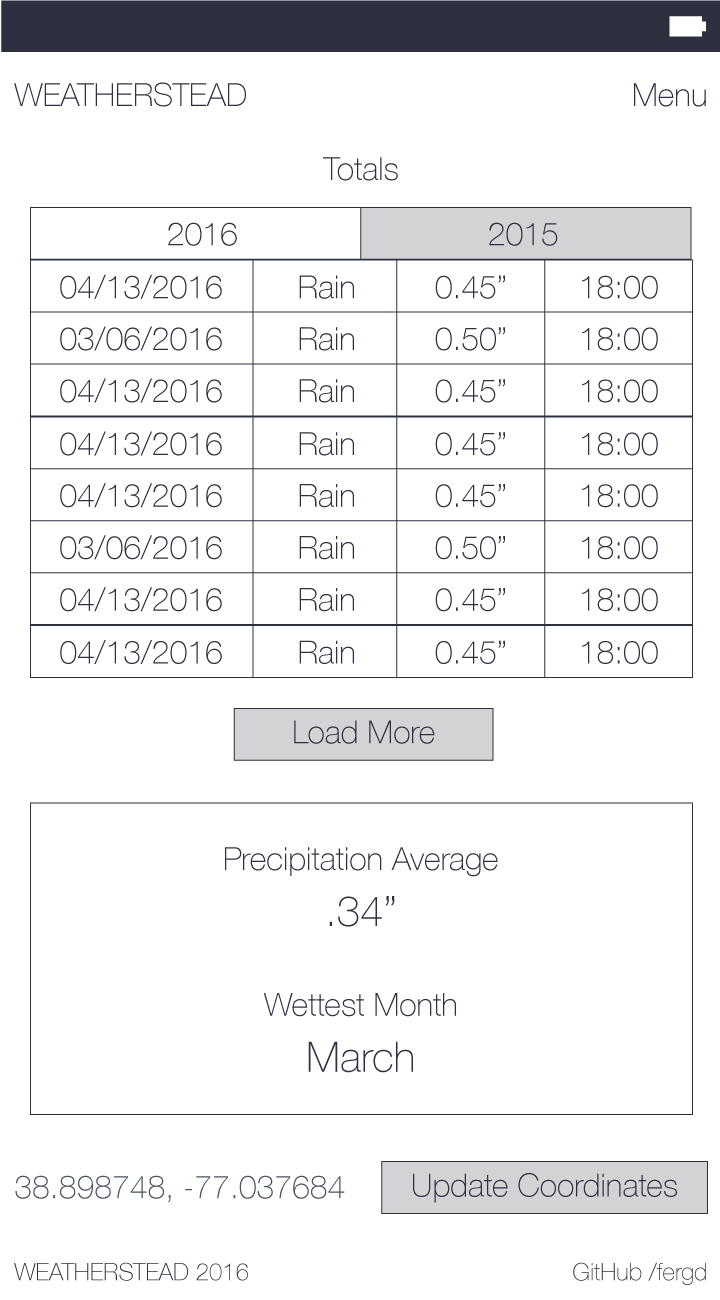 WEATHERSTEAD Menu
Totals
2016 2015
04/13/2016 Rain 0.45” 18:00
03/06/2016 Rain 0.50” 18:00
04/13/2016 Rain 0.45” 18:00
04/13/2016 Rain 0.45” 18:00
04/13/2016 Rain 0.45” 18:00
03/06/2016 Rain 0.50” 18:00
04/13/2016 Rain 0.45” 18:00
04/13/2016 Rain 0.45” 18:00
Load More
Precipitation Average
.34”
Wettest Month
March
38.898748, -77.037684 Update Coordinates
WEATHERSTEAD 2016 GitHub /fergd